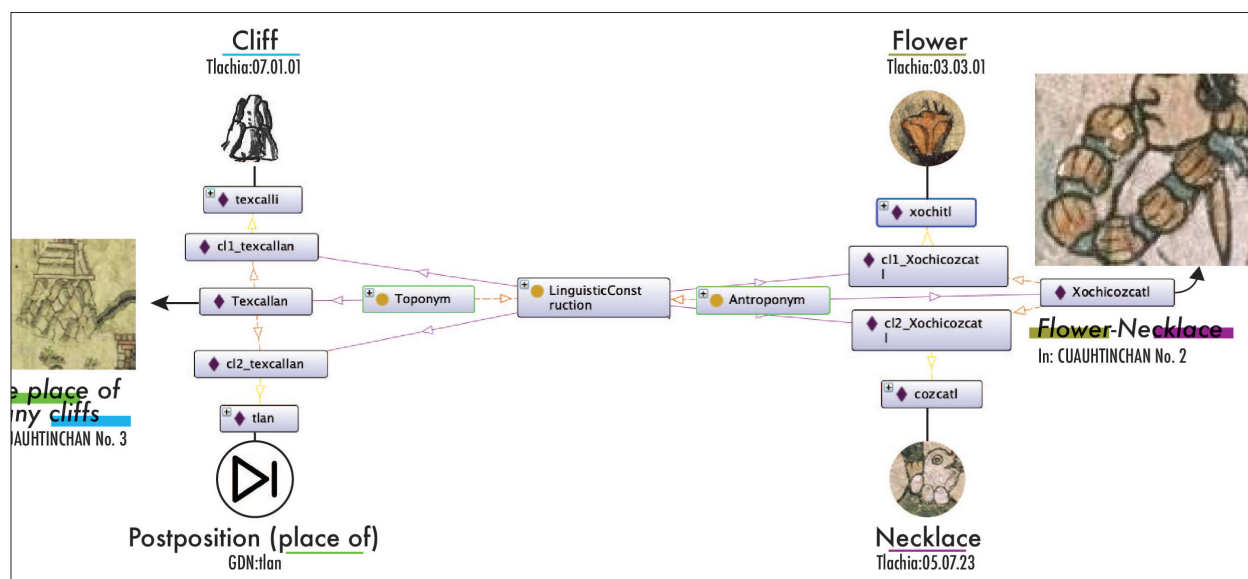 Cliff
Tlachia:07.01.01
Flower
Tlachia:03.03.01
texcalli
xochitl
cl1_texcallan
cl1_Xochicozcat
l
Texcallan
Toponym
LinguisticConst
ruction
Antroponym
Xochicozcatl
cl2_texcallan
cl2_Xochicozcat
l
Flower-Necklace
In: CUAUHTINCHAN No. 2
e place of
any cliffs
UAUHTINCHAN No. 3
tlan
cozcatl
Postposition (place of)
GDN:tlan
Necklace
Tlachia:05.07.23